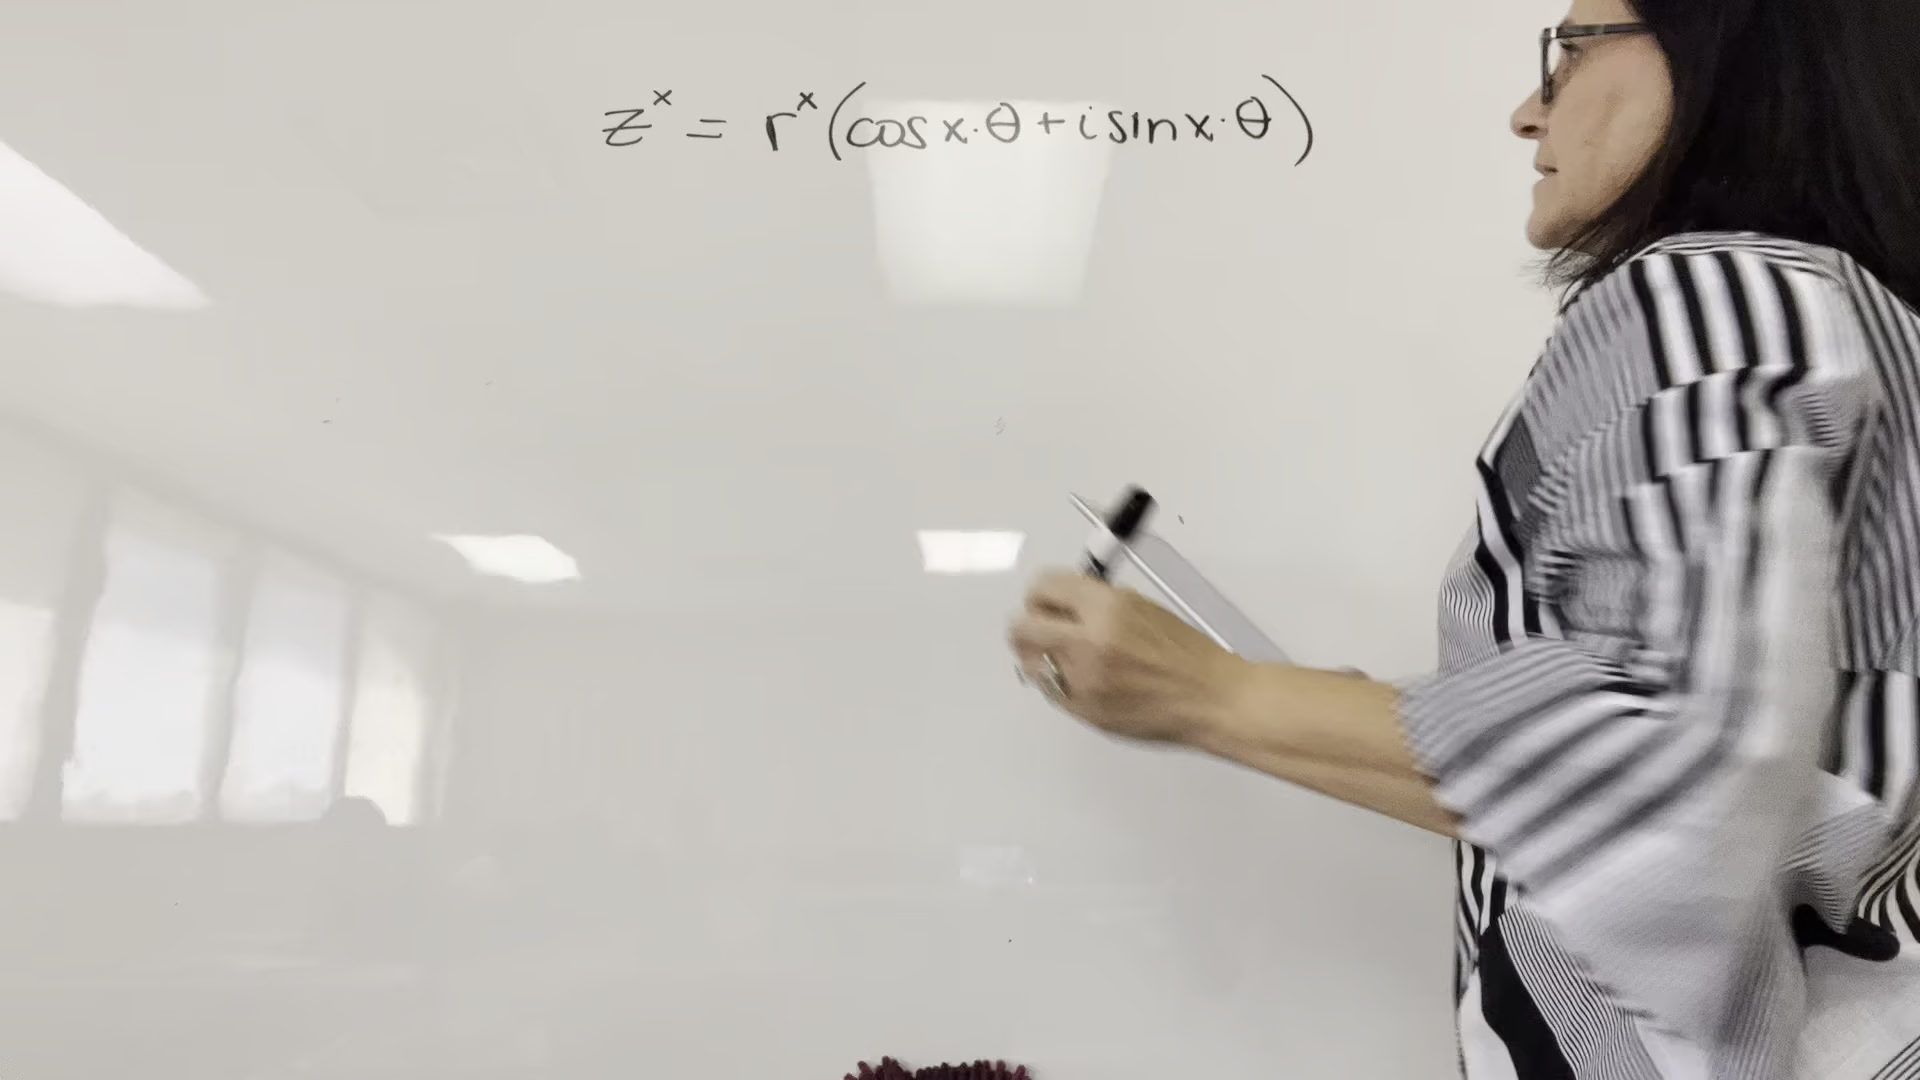 z^x = r^x (cos x·θ + i sin x·θ)